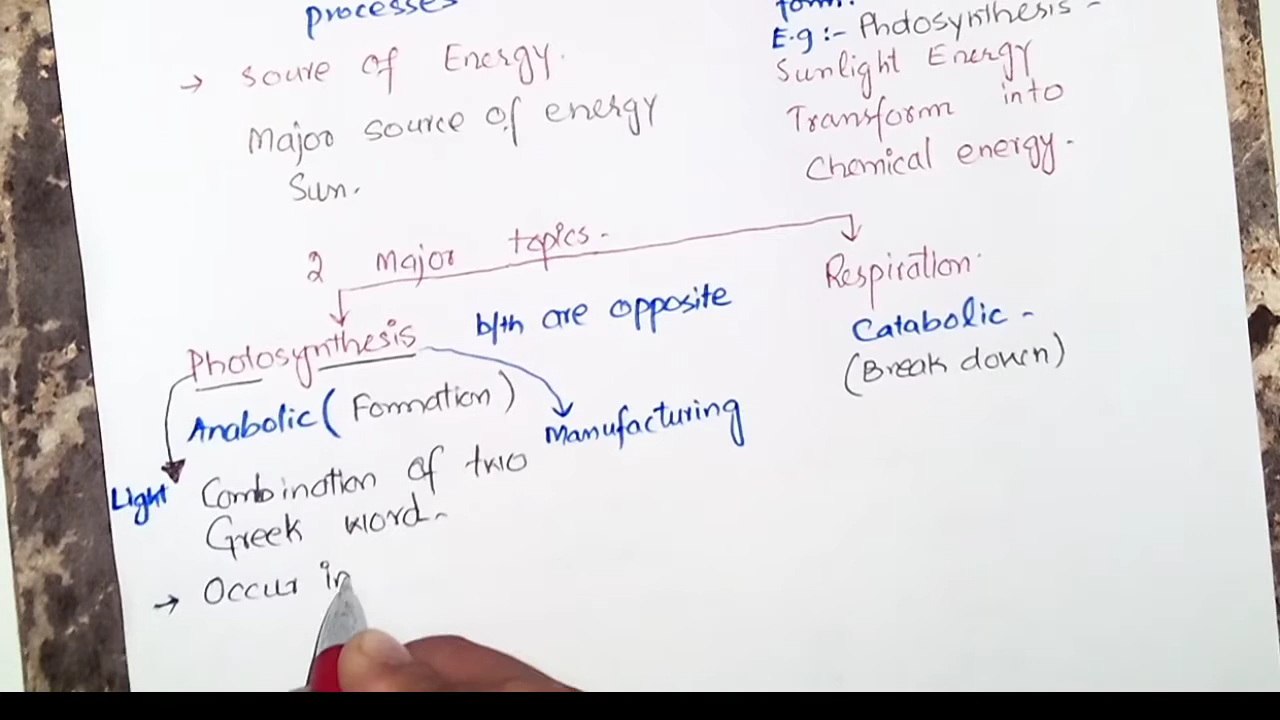 processes
→ Soure of Energy.
Major source of energy
Sun.
form.
E.g :- Photosynthesis -
Sunlight Energy
Transform into
Chemical energy.
2 Major topics.
Photosynthesis
b/th are opposite
Respiration.
Anabolic ( Formation )
Manufacturing
Catabolic -
(Break down)
Light
Combination of two
Greek word.
→ Occur in